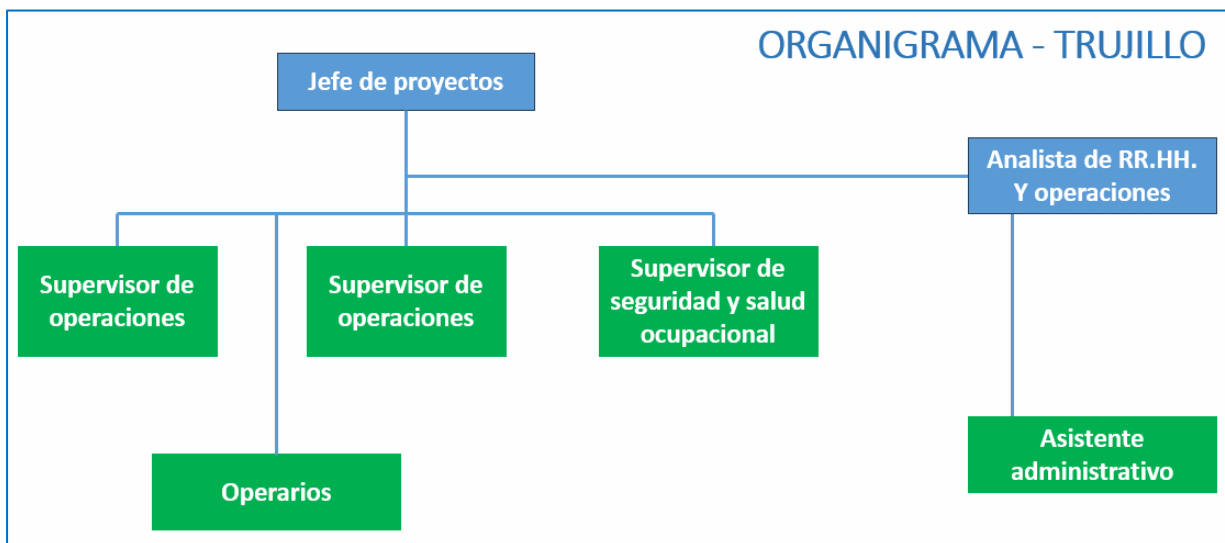 ORGANIGRAMA - TRUJILLO
Jefe de proyectos
Analista de RR.HH.
Y operaciones
Supervisor de
operaciones
Supervisor de
operaciones
Supervisor de
seguridad y salud
ocupacional
Operarios
Asistente
administrativo